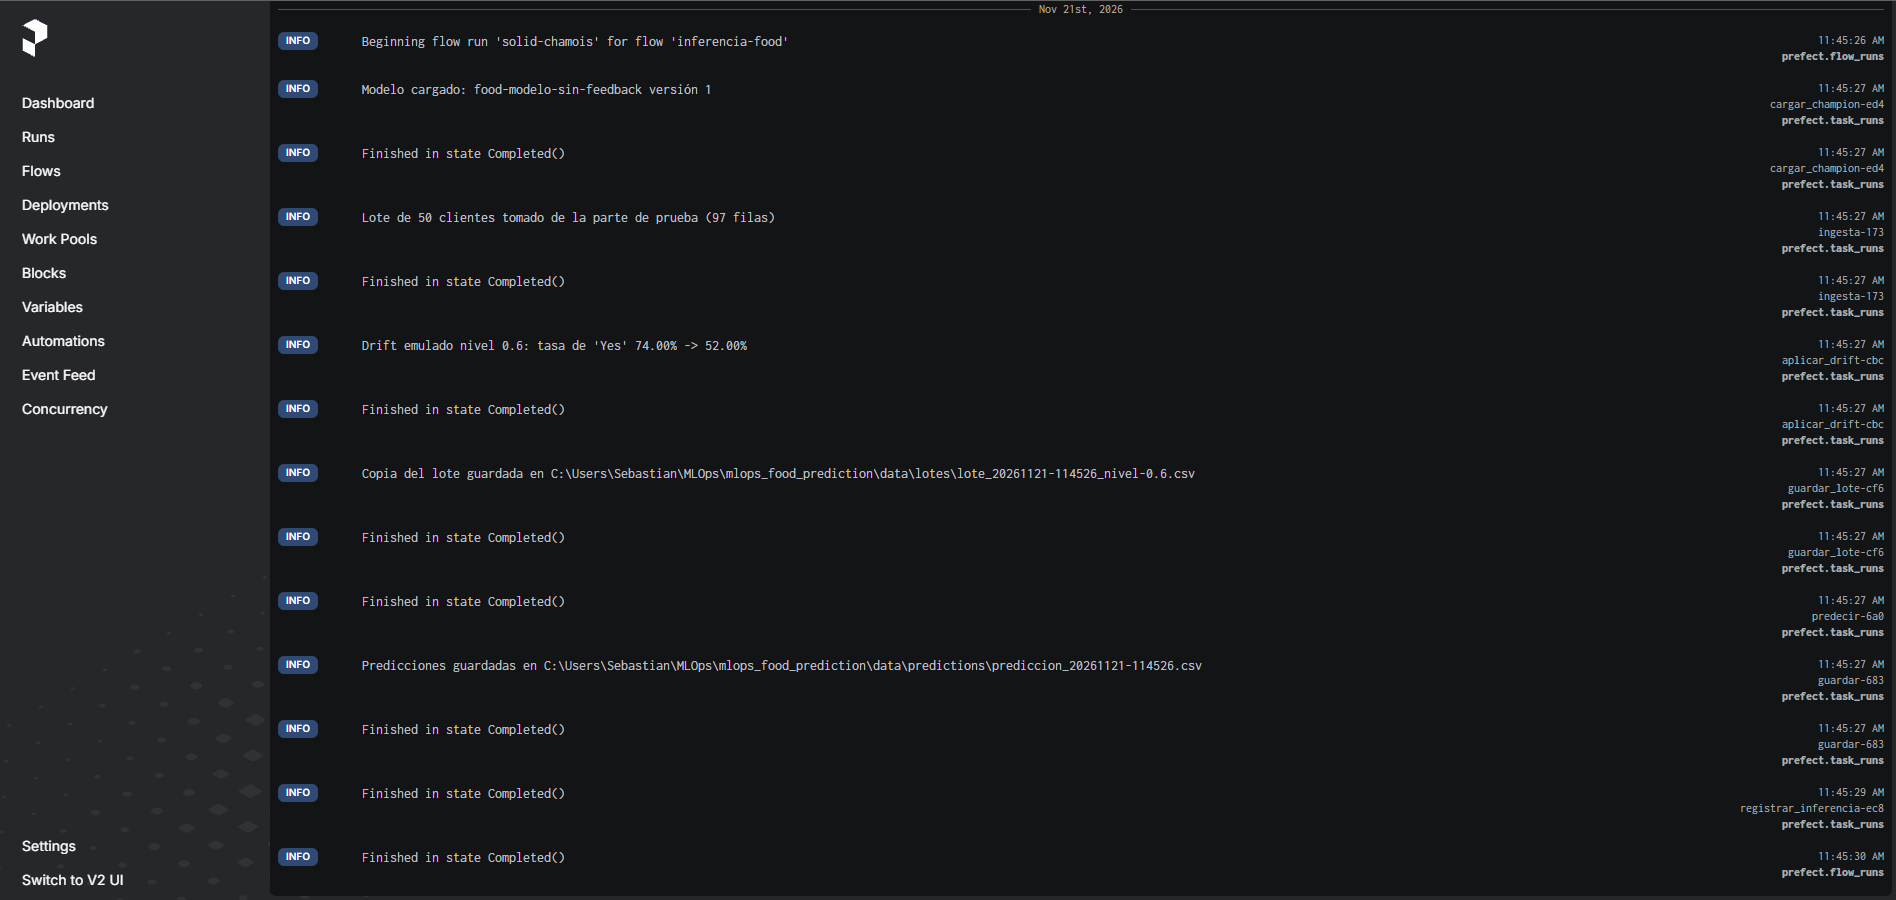 Dashboard
Runs
Flows
Deployments
Work Pools
Blocks
Variables
Automations
Event Feed
Concurrency
Settings
Switch to V2 UI
Nov 21st, 2026
INFO Beginning flow run 'solid-chamois' for flow 'inferencia-food' 11:45:26 AM
prefect.flow_runs
INFO Modelo cargado: food-modelo-sin-feedback versión 1 11:45:27 AM
cargar_champion-ed4
prefect.task_runs
INFO Finished in state Completed() 11:45:27 AM
cargar_champion-ed4
prefect.task_runs
INFO Lote de 50 clientes tomado de la parte de prueba (97 filas) 11:45:27 AM
ingesta-173
prefect.task_runs
INFO Finished in state Completed() 11:45:27 AM
ingesta-173
prefect.task_runs
INFO Drift emulado nivel 0.6: tasa de 'Yes' 74.00% -> 52.00% 11:45:27 AM
aplicar_drift-cbc
prefect.task_runs
INFO Finished in state Completed() 11:45:27 AM
aplicar_drift-cbc
prefect.task_runs
INFO Copia del lote guardada en C:\Users\Sebastian\MLOps\mlops_food_prediction\data\lotes\lote_20261121-114526_nivel-0.6.csv 11:45:27 AM
guardar_lote-cf6
prefect.task_runs
INFO Finished in state Completed() 11:45:27 AM
guardar_lote-cf6
prefect.task_runs
INFO Finished in state Completed() 11:45:27 AM
predecir-6a0
prefect.task_runs
INFO Predicciones guardadas en C:\Users\Sebastian\MLOps\mlops_food_prediction\data\predictions\prediccion_20261121-114526.csv 11:45:27 AM
guardar-683
prefect.task_runs
INFO Finished in state Completed() 11:45:27 AM
guardar-683
prefect.task_runs
INFO Finished in state Completed() 11:45:29 AM
registrar_inferencia-ec8
prefect.task_runs
INFO Finished in state Completed() 11:45:30 AM
prefect.flow_runs